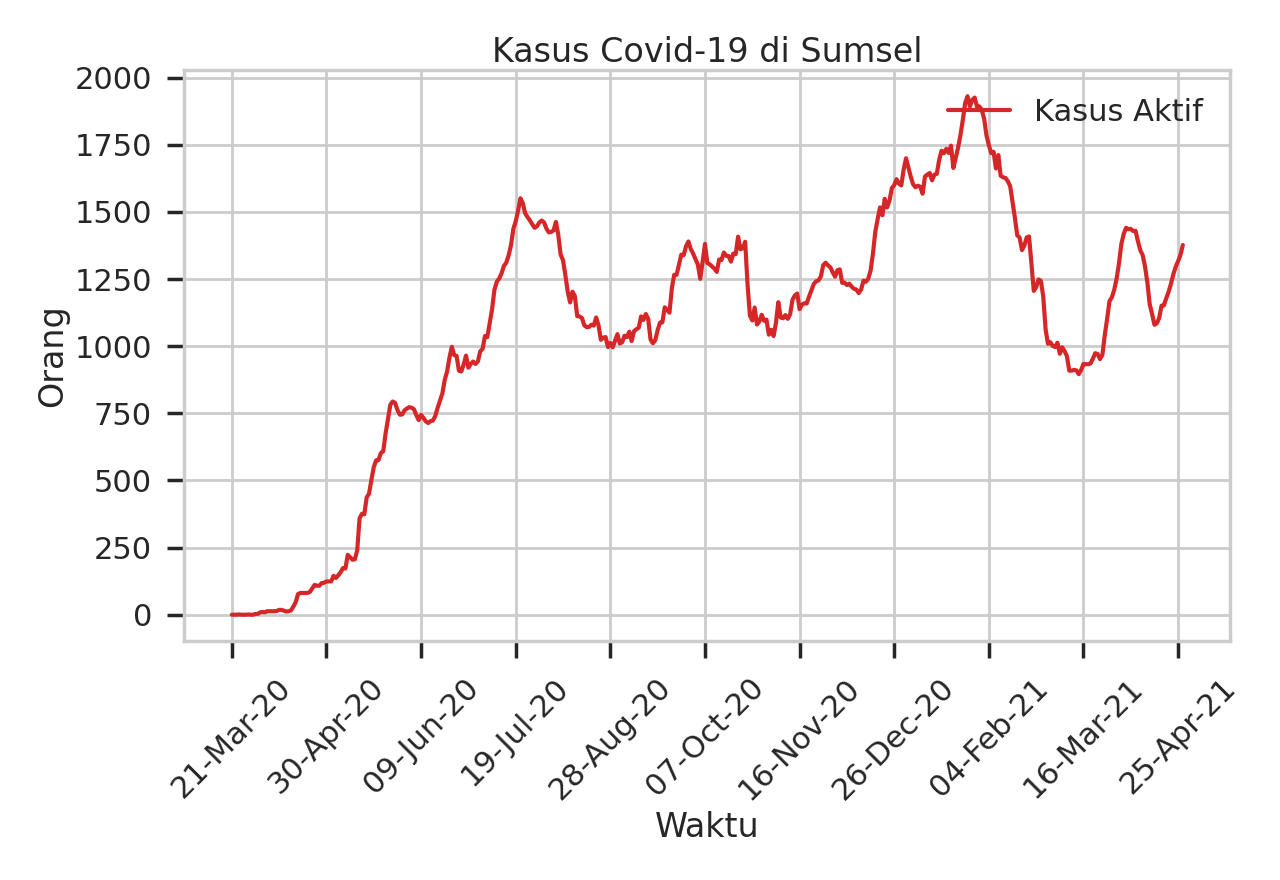 Kasus Covid-19 di Sumsel
Kasus Aktif
Orang
2000
1750
1500
1250
1000
750
500
250
0
21-Mar-20
30-Apr-20
09-Jun-20
19-Jul-20
28-Aug-20
07-Oct-20
16-Nov-20
26-Dec-20
04-Feb-21
16-Mar-21
25-Apr-21
Waktu